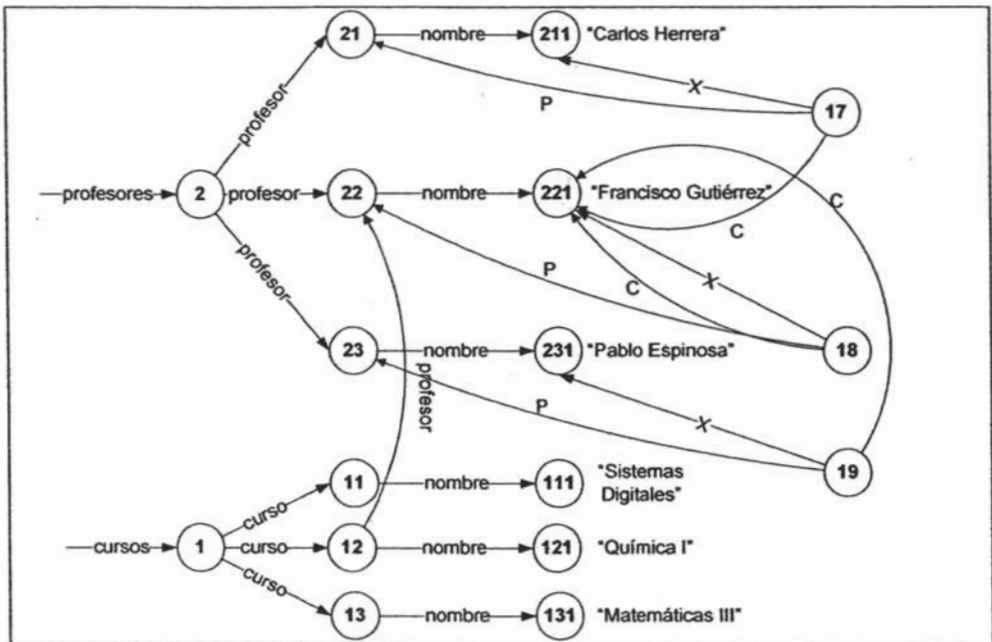 21 nombre 211 "Carlos Herrera"
profesor
X
P
17
profesores 2 profesor 22 nombre 221 "Francisco Gutiérrez"
C
C
profesor
P
X
C
23 nombre 231 "Pablo Espinosa"
18
profesor
P
X
19
11 nombre 111 "Sistemas
Digitales"
curso
cursos 1 curso 12 nombre 121 "Química I"
curso
13 nombre 131 "Matemáticas III"